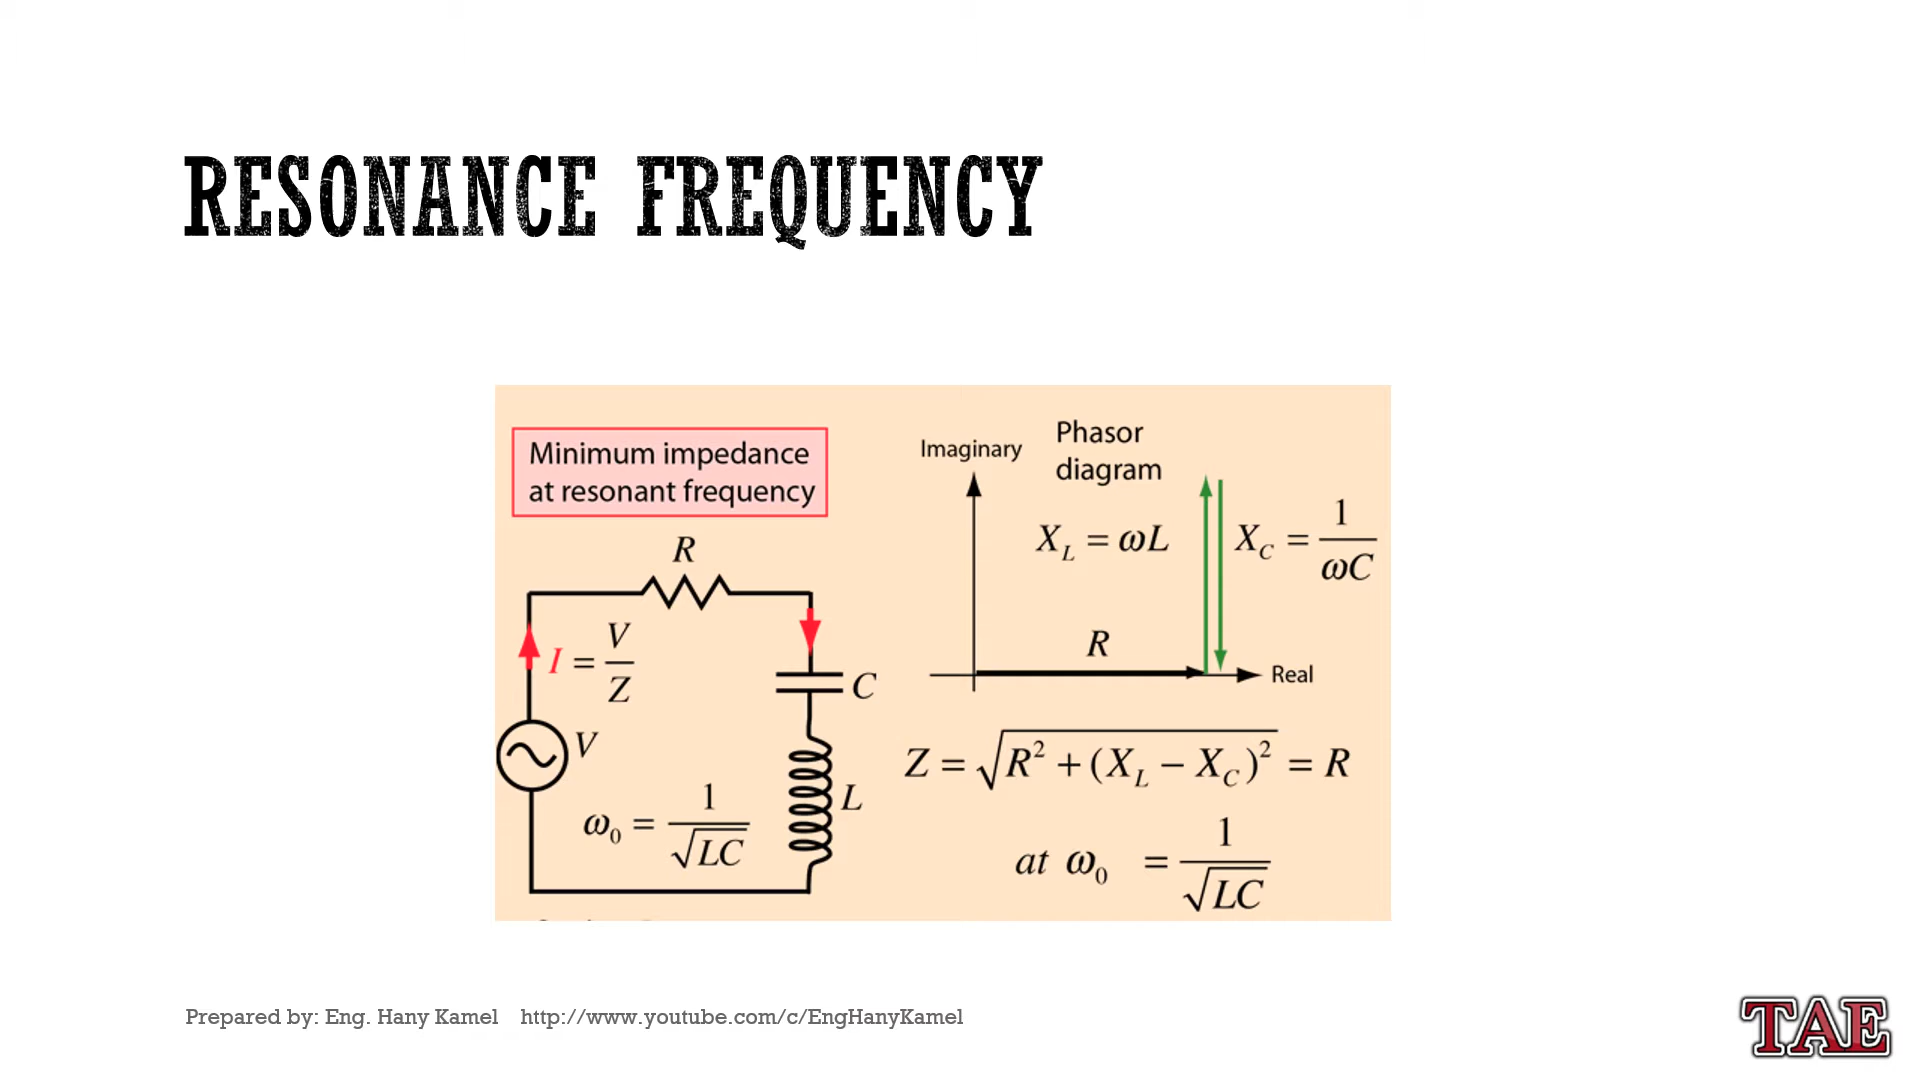 RESONANCE FREQUENCY
Minimum impedance
at resonant frequency
R
I = V/Z
V
C
L
ω₀ = 1/√LC
Imaginary
Phasor
diagram
X_L = ωL
X_C = 1/ωC
R
Real
Z = √R² + (X_L − X_C)² = R
at ω₀ = 1/√LC
Prepared by: Eng. Hany Kamel http://www.youtube.com/c/EngHanyKamel
TAE